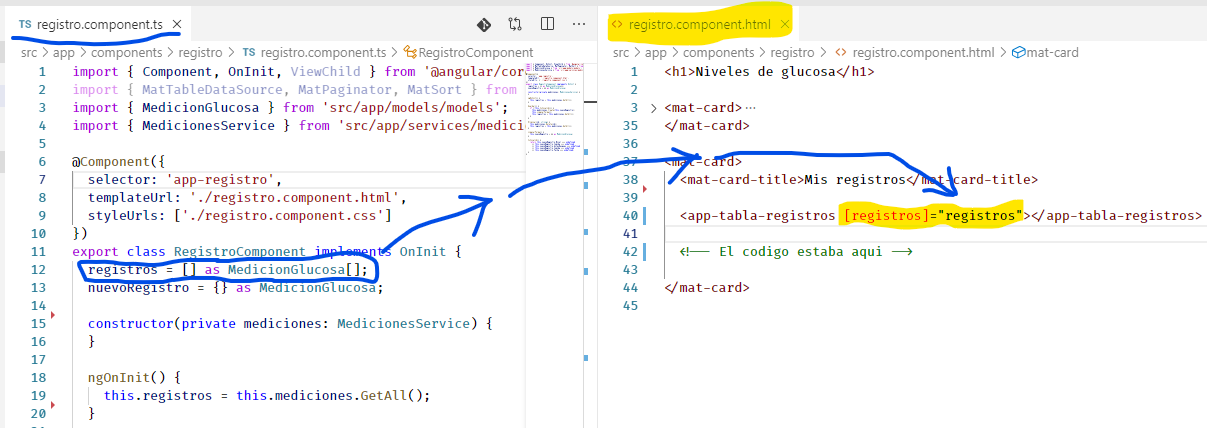 TS registro.component.ts ×
src > app > components > registro > TS registro.component.ts > RegistroComponent
1 import { Component, OnInit, ViewChild } from '@angular/cor
2 import { MatTableDataSource, MatPaginator, MatSort } from
3 import { MedicionGlucosa } from 'src/app/models/models';
4 import { MedicionesService } from 'src/app/services/medici
5
6 @Component({
7 selector: 'app-registro',
8 templateUrl: './registro.component.html',
9 styleUrls: ['./registro.component.css']
10 })
11 export class RegistroComponent implements OnInit {
12 registros = [] as MedicionGlucosa[];
13 nuevoRegistro = {} as MedicionGlucosa;
14
15 constructor(private mediciones: MedicionesService) {
16 }
17
18 ngOnInit() {
19 this.registros = this.mediciones.GetAll();
20 }
<> registro.component.html ×
src > app > components > registro > <> registro.component.html > mat-card
1 <h1>Niveles de glucosa</h1>
2
3 > <mat-card>···
35 </mat-card>
36
37 <mat-card>
38 <mat-card-title>Mis registros</mat-card-title>
39
40 <app-tabla-registros [registros]="registros"></app-tabla-registros>
41
42 <!-- El codigo estaba aqui -->
43
44 </mat-card>
45